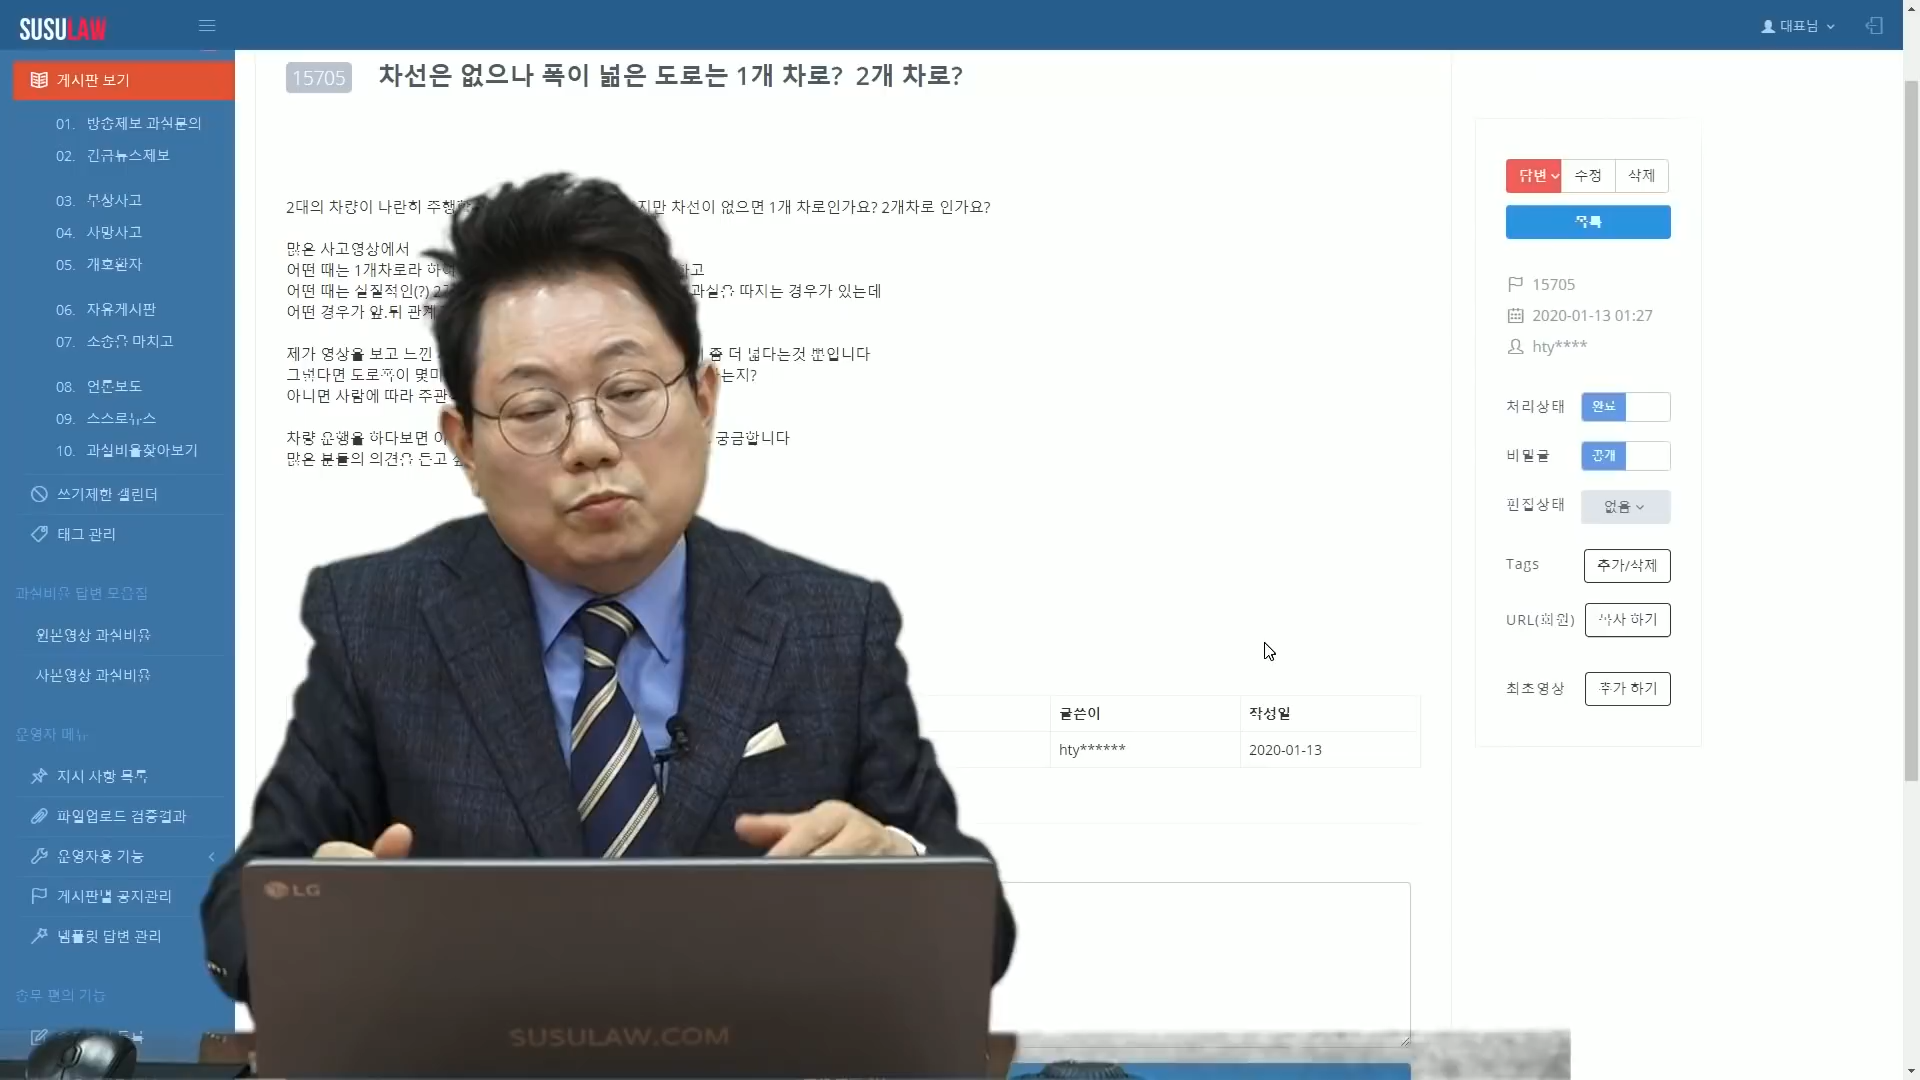 SUSULAW
대표님
게시판 보기
01. 방송제보 과실문의
02. 긴급뉴스제보
03. 부상사고
04. 사망사고
05. 개호환자
06. 자유게시판
07. 소송을 마치고
08. 언론보도
09. 스스로뉴스
10. 과실비율찾아보기
쓰기제한 캘린더
태그 관리
과실비율 답변 모음집
원본영상 과실비율
사본영상 과실비율
운영자 메뉴
지시 사항 목록
파일업로드 검증결과
운영자용 기능
게시판별 공지관리
템플릿 답변 관리
총무 편의 기능
15705 차선은 없으나 폭이 넓은 도로는 1개 차로? 2개 차로?
2대의 차량이 나란히 주행할 지만 차선이 없으면 1개 차로인가요? 2개차로 인가요?
많은 사고영상에서
어떤 때는 1개차로라 하여 하고
어떤 때는 실질적인(?) 2 과실을 따지는 경우가 있는데
어떤 경우가 앞.뒤 관계
제가 영상을 보고 느낀 좀 더 넓다는것 뿐입니다
그렇다면 도로폭이 몇미 는지?
아니면 사람에 따라 주관
차량 운행을 하다보면 이 궁금합니다
많은 분들의 의견을 듣고
글쓴이 작성일
hty****** 2020-01-13
답변 수정 삭제
목록
15705
2020-01-13 01:27
hty****
처리상태 완료
비밀글 공개
편집상태 없음
Tags 추가/삭제
URL(회원) 복사 하기
최초영상 추가 하기
LG
SUSULAW.COM